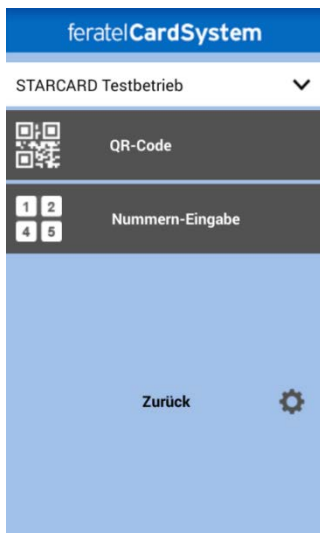 feratelCardSystem
STARCARD Testbetrieb
QR-Code
1 2
4 5
Nummern-Eingabe
Zurück